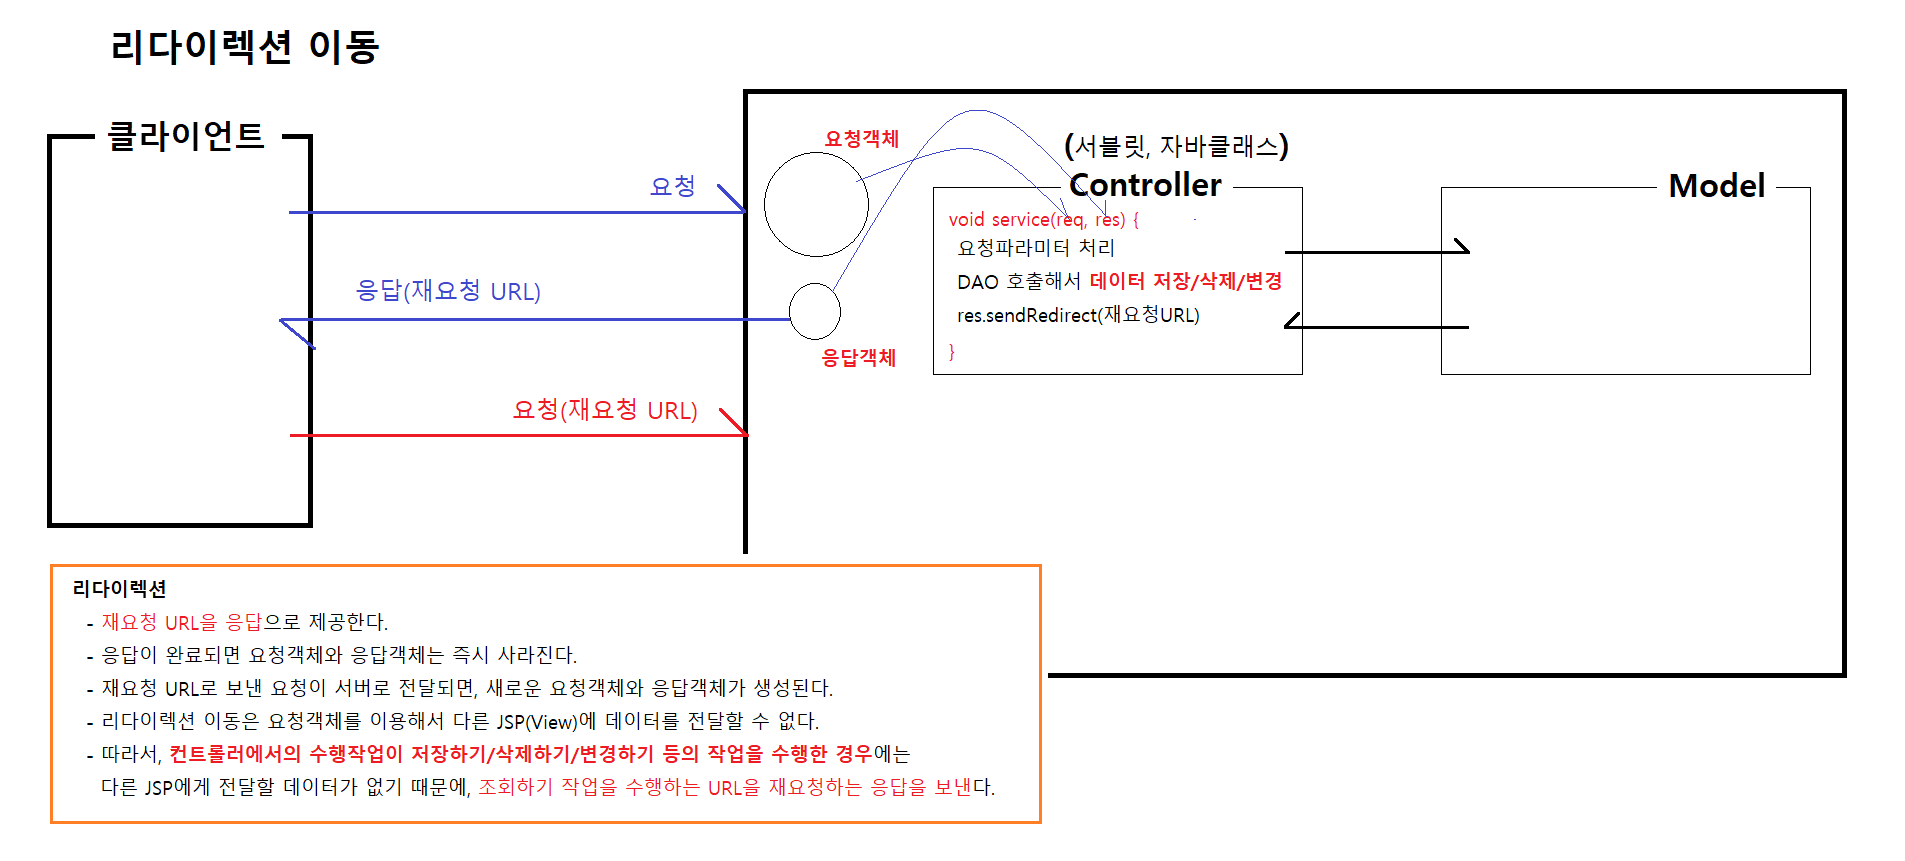 리다이렉션 이동
클라이언트
요청
응답(재요청 URL)
요청(재요청 URL)
요청객체
응답객체
(서블릿, 자바클래스)
Controller
void service(req, res) {
요청파라미터 처리
DAO 호출해서 데이터 저장/삭제/변경
res.sendRedirect(재요청URL)
}
Model
리다이렉션
- 재요청 URL을 응답으로 제공한다.
- 응답이 완료되면 요청객체와 응답객체는 즉시 사라진다.
- 재요청 URL로 보낸 요청이 서버로 전달되면, 새로운 요청객체와 응답객체가 생성된다.
- 리다이렉션 이동은 요청객체를 이용해서 다른 JSP(View)에 데이터를 전달할 수 없다.
- 따라서, 컨트롤러에서의 수행작업이 저장하기/삭제하기/변경하기 등의 작업을 수행한 경우에는
다른 JSP에게 전달할 데이터가 없기 때문에, 조회하기 작업을 수행하는 URL을 재요청하는 응답을 보낸다.